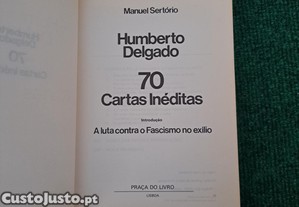 Manuel Sertório
Humberto
Delgado
70
Cartas Inéditas
Introdução
A luta contra o Fascismo no exílio
PRAÇA DO LIVRO
LISBOA
CustoJusto.pt